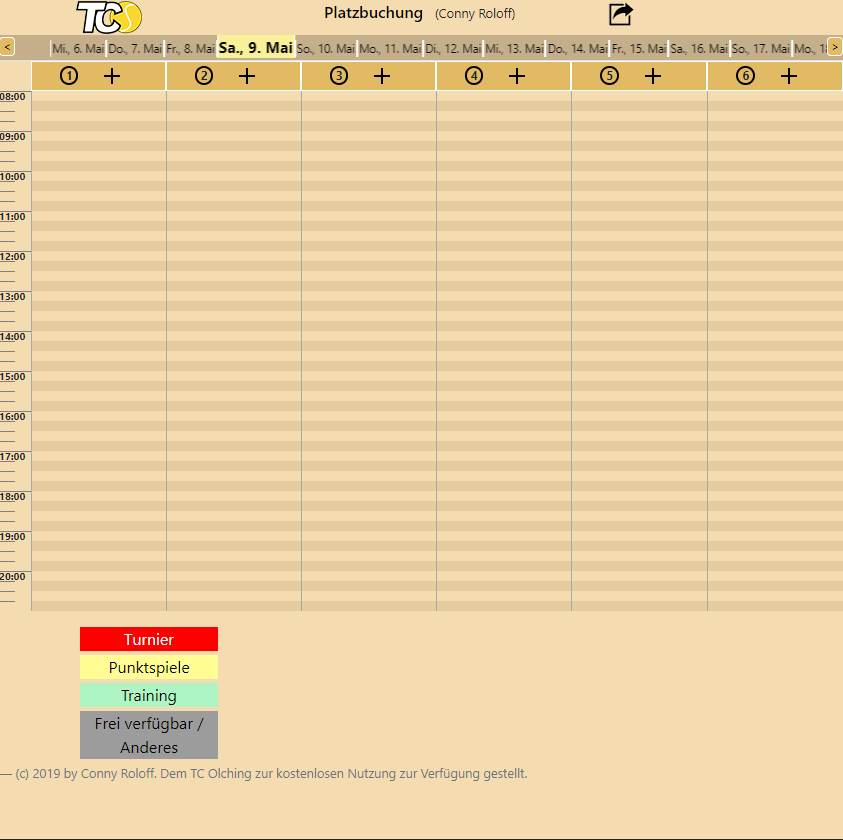 TCS
Platzbuchung (Conny Roloff)
< Mi., 6. Mai Do., 7. Mai Fr., 8. Mai Sa., 9. Mai So., 10. Mai Mo., 11. Mai Di., 12. Mai Mi., 13. Mai Do., 14. Mai Fr., 15. Mai Sa., 16. Mai So., 17. Mai Mo., >
1 + 2 + 3 + 4 + 5 + 6 +
08:00
09:00
10:00
11:00
12:00
13:00
14:00
15:00
16:00
17:00
18:00
19:00
20:00
Turnier
Punktspiele
Training
Frei verfügbar /
Anderes
— (c) 2019 by Conny Roloff. Dem TC Olching zur kostenlosen Nutzung zur Verfügung gestellt.